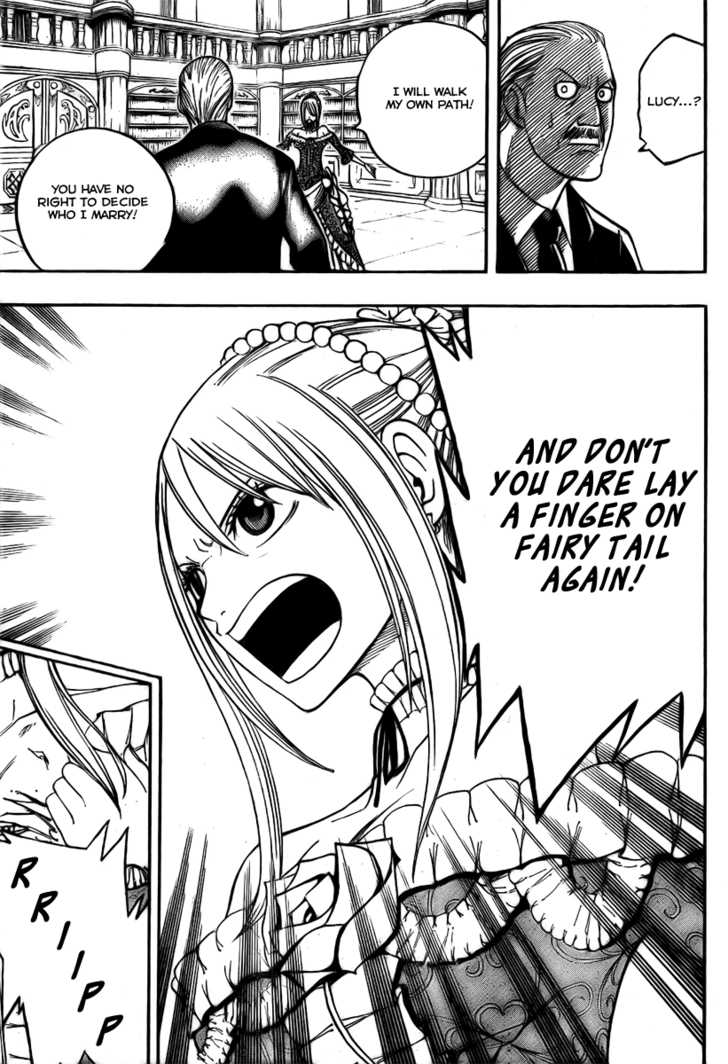 LUCY...?
I WILL WALK
MY OWN PATH!
YOU HAVE NO
RIGHT TO DECIDE
WHO I MARRY!
AND DON'T
YOU DARE LAY
A FINGER ON
FAIRY TAIL
AGAIN!
RRIIPP